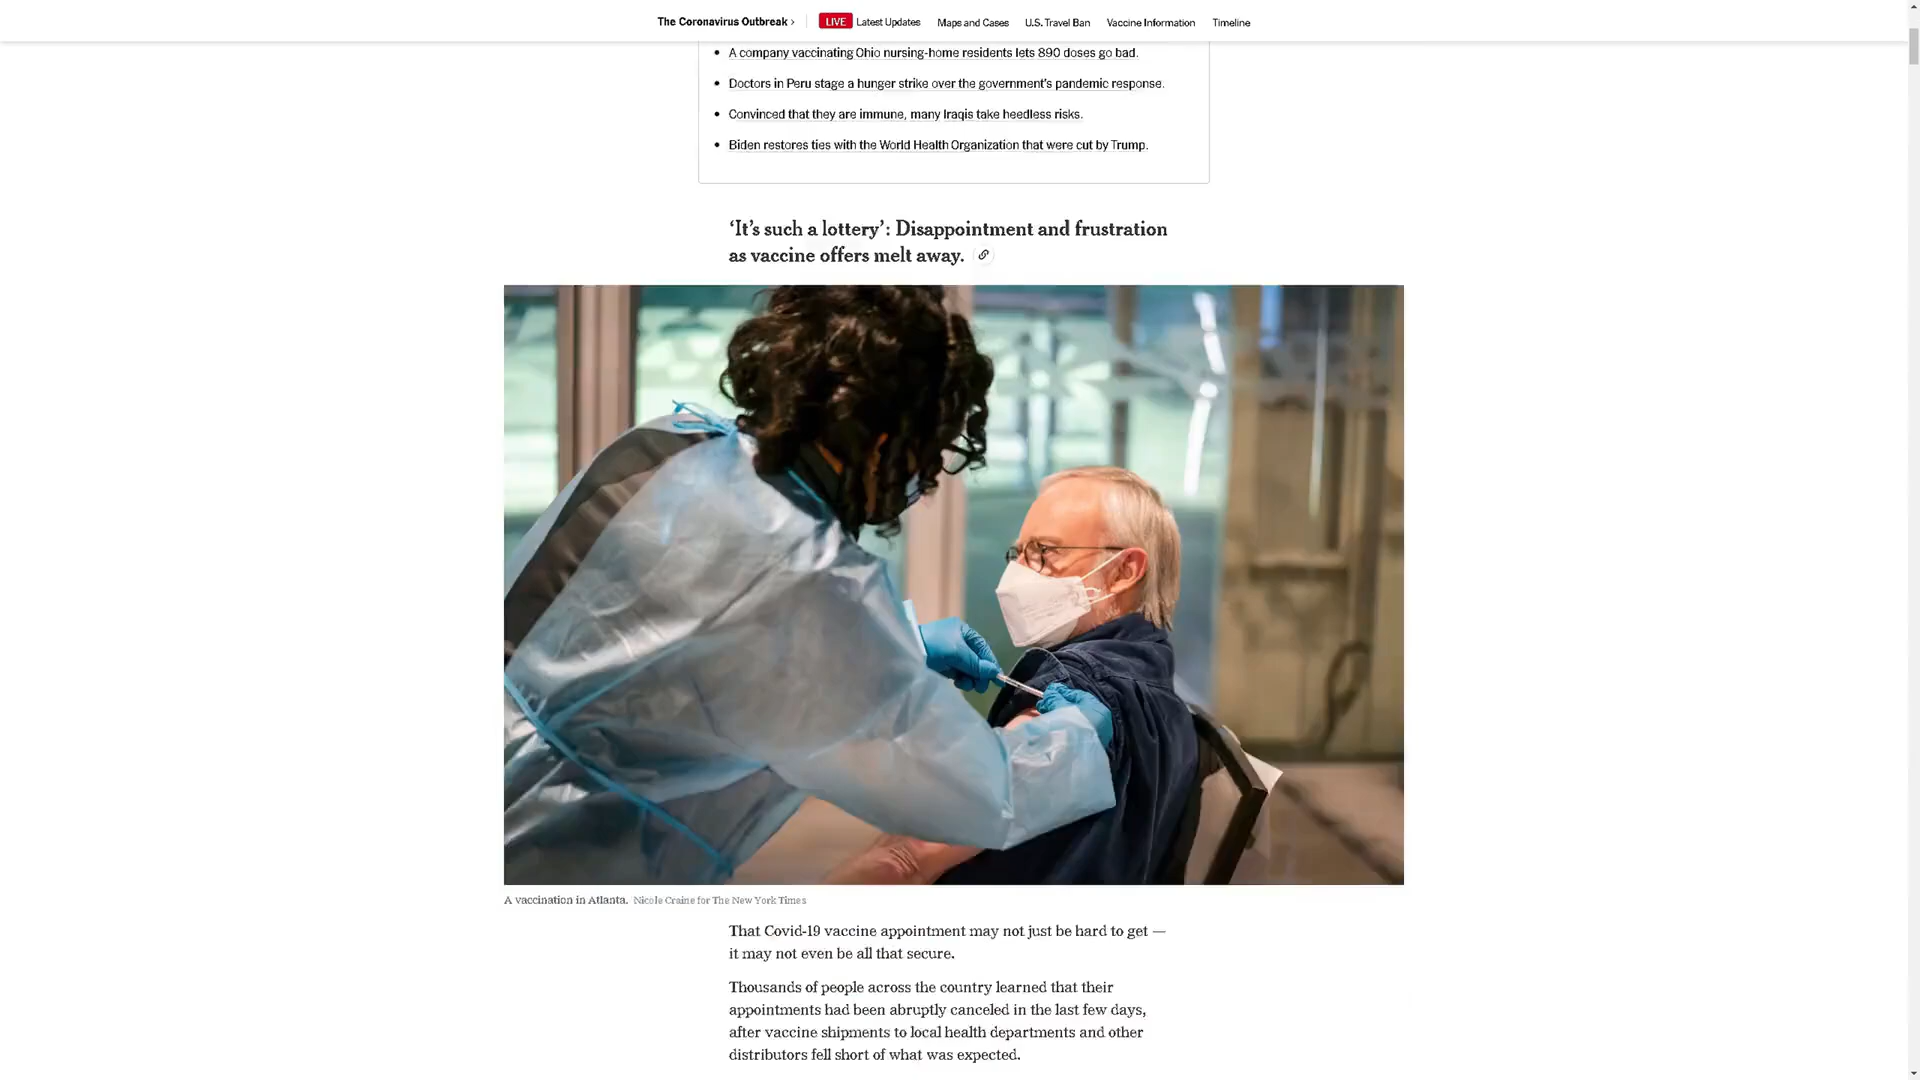 The Coronavirus Outbreak › LIVE Latest Updates Maps and Cases U.S. Travel Ban Vaccine Information Timeline
• A company vaccinating Ohio nursing-home residents lets 890 doses go bad.
• Doctors in Peru stage a hunger strike over the government's pandemic response.
• Convinced that they are immune, many Iraqis take heedless risks.
• Biden restores ties with the World Health Organization that were cut by Trump.
‘It’s such a lottery’: Disappointment and frustration
as vaccine offers melt away.
A vaccination in Atlanta. Nicole Craine for The New York Times
That Covid-19 vaccine appointment may not just be hard to get —
it may not even be all that secure.
Thousands of people across the country learned that their
appointments had been abruptly canceled in the last few days,
after vaccine shipments to local health departments and other
distributors fell short of what was expected.